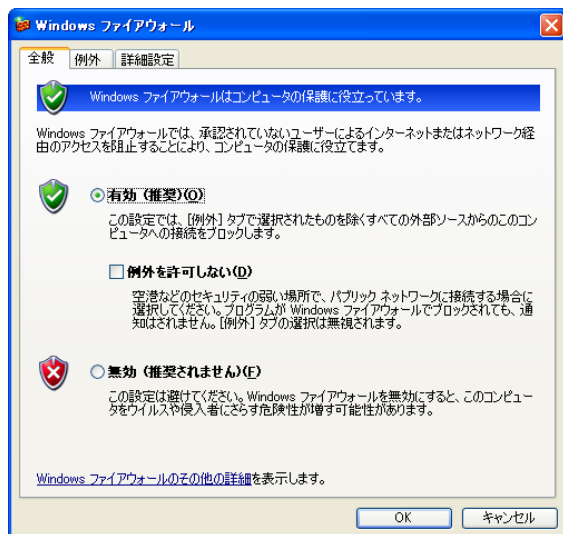 Windows ファイアウォール
全般 例外 詳細設定
Windows ファイアウォールはコンピュータの保護に役立っています。
Windows ファイアウォールでは、承認されていないユーザーによるインターネットまたはネットワーク経
由のアクセスを阻止することにより、コンピュータの保護に役立てます。
有効 (推奨)(O)
この設定では、[例外] タブで選択されたものを除くすべての外部ソースからのこのコン
ピュータへの接続をブロックします。
例外を許可しない(D)
空港などのセキュリティの弱い場所で、パブリック ネットワークに接続する場合に
選択してください。プログラムが Windows ファイアウォールでブロックされても、通
知はされません。[例外] タブの選択は無視されます。
無効 (推奨されません)(F)
この設定は避けてください。Windows ファイアウォールを無効にすると、このコンピュー
タをウイルスや侵入者にさらす危険性が増す可能性があります。
Windows ファイアウォールのその他の詳細を表示します。
OK キャンセル